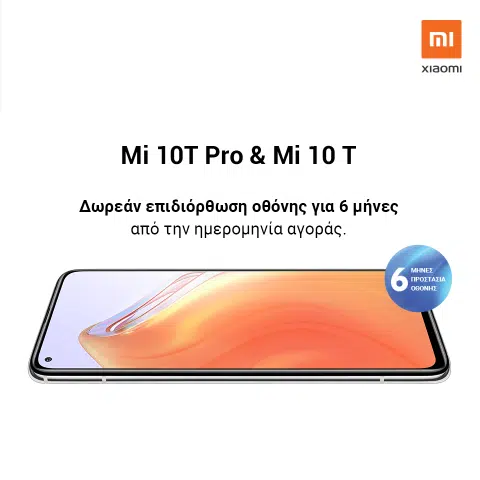 mi
xiaomi
Mi 10T Pro & Mi 10 T
Δωρεάν επιδιόρθωση οθόνης για 6 μήνες
από την ημερομηνία αγοράς.
6 ΜΗΝΕΣ
ΠΡΟΣΤΑΣΙΑ
ΟΘΟΝΗΣ